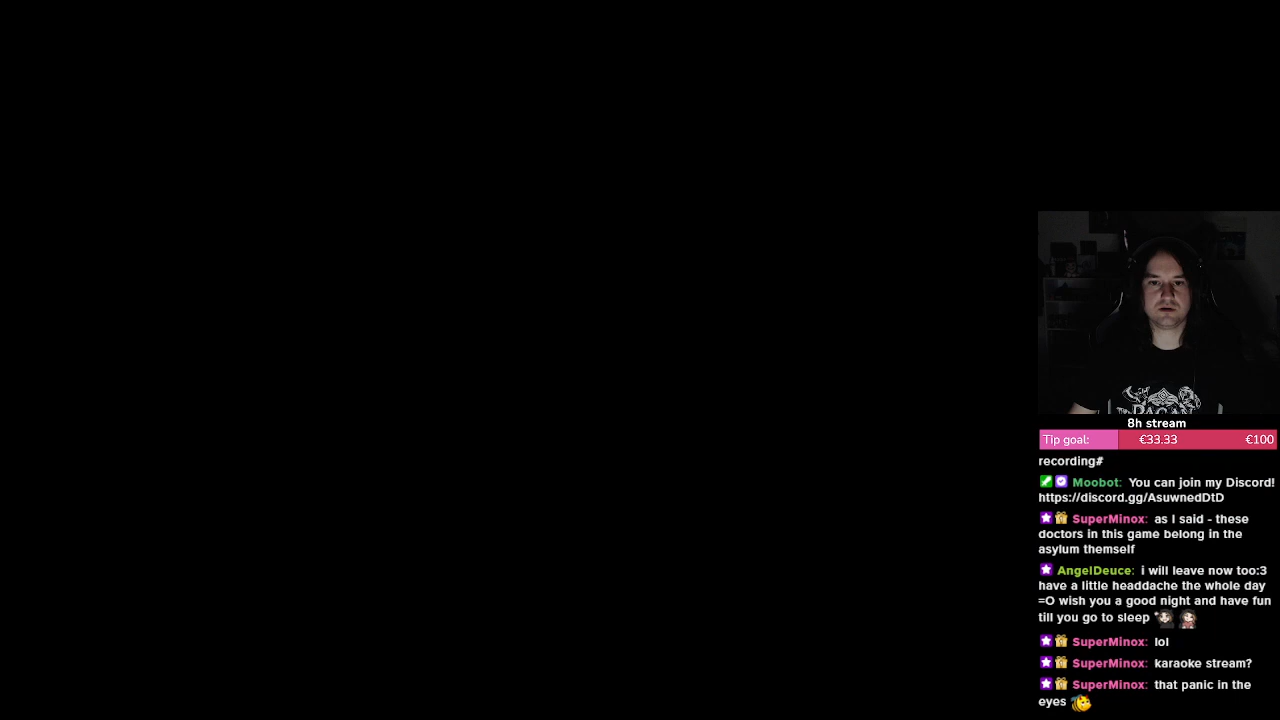 PAGAN
8h stream
Tip goal: €33.33 €100
recording#
Moobot: You can join my Discord!
https://discord.gg/AsuwnedDtD
SuperMinox: as I said - these
doctors in this game belong in the
asylum themself
AngelDeuce: i will leave now too:3
have a little headdache the whole day
=O wish you a good night and have fun
till you go to sleep
SuperMinox: lol
SuperMinox: karaoke stream?
SuperMinox: that panic in the
eyes